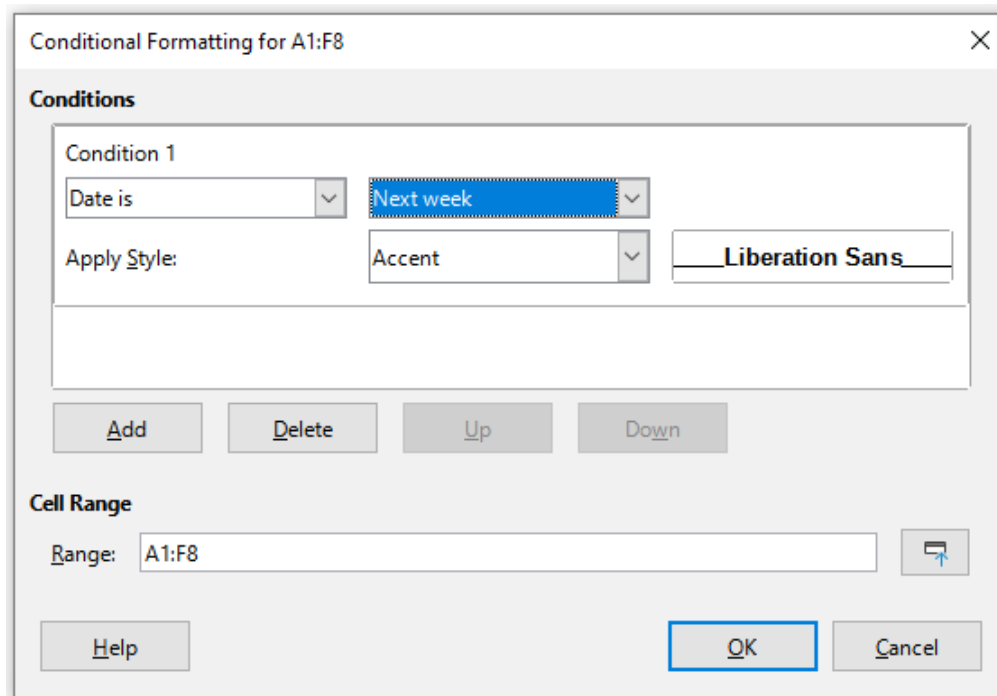 Conditional Formatting for A1:F8
Conditions
Condition 1
Date is Next week
Apply Style: Accent Liberation Sans
Add Delete Up Down
Cell Range
Range: A1:F8
Help OK Cancel